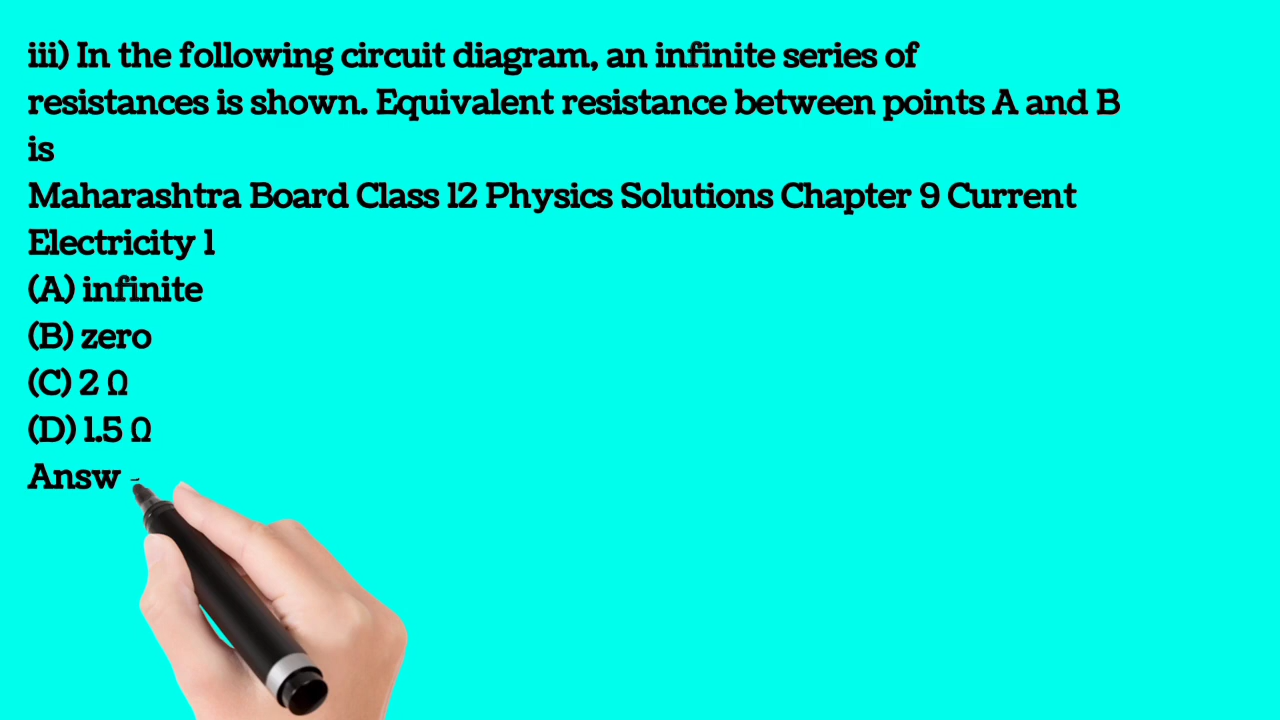 iii) In the following circuit diagram, an infinite series of
resistances is shown. Equivalent resistance between points A and B
is
Maharashtra Board Class 12 Physics Solutions Chapter 9 Current
Electricity 1
(A) infinite
(B) zero
(C) 2 Ω
(D) 1.5 Ω
Answ